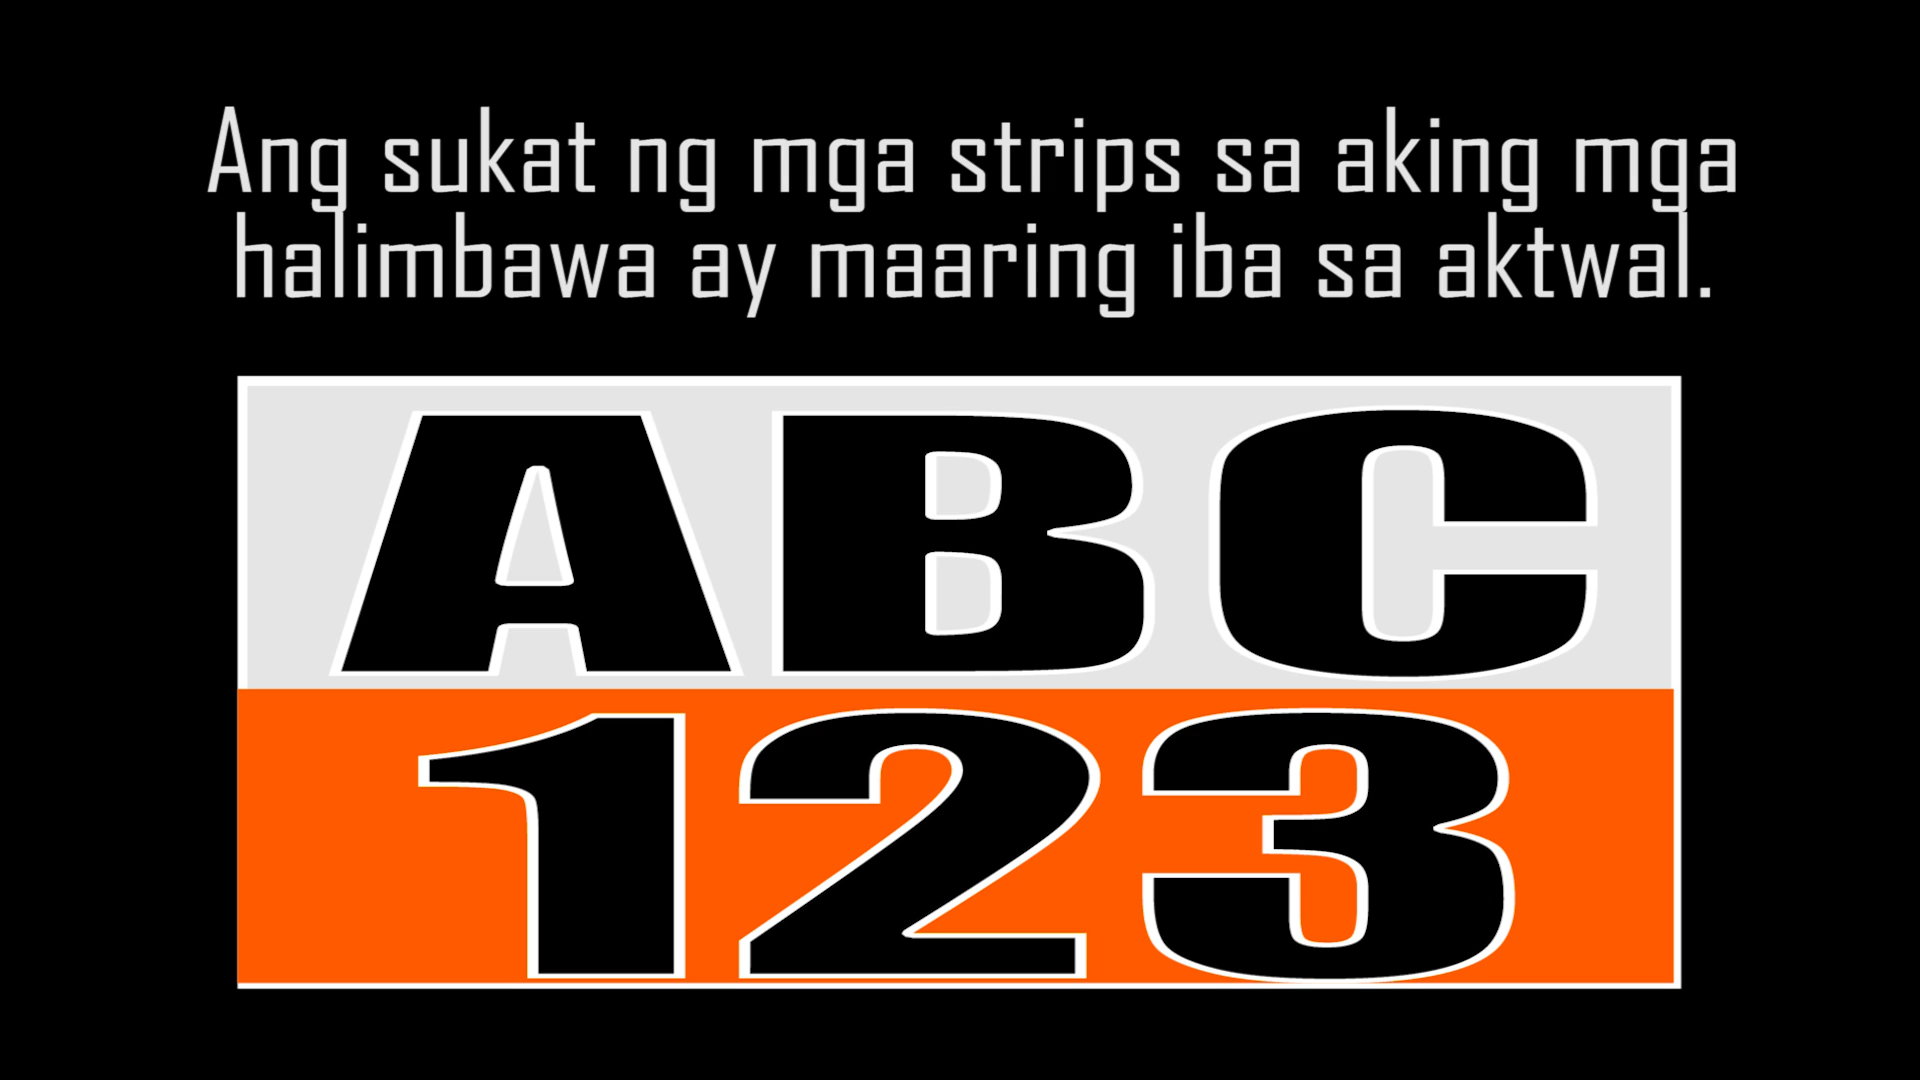 Ang sukat ng mga strips sa aking mga
halimbawa ay maaring iba sa aktwal.
ABC
123